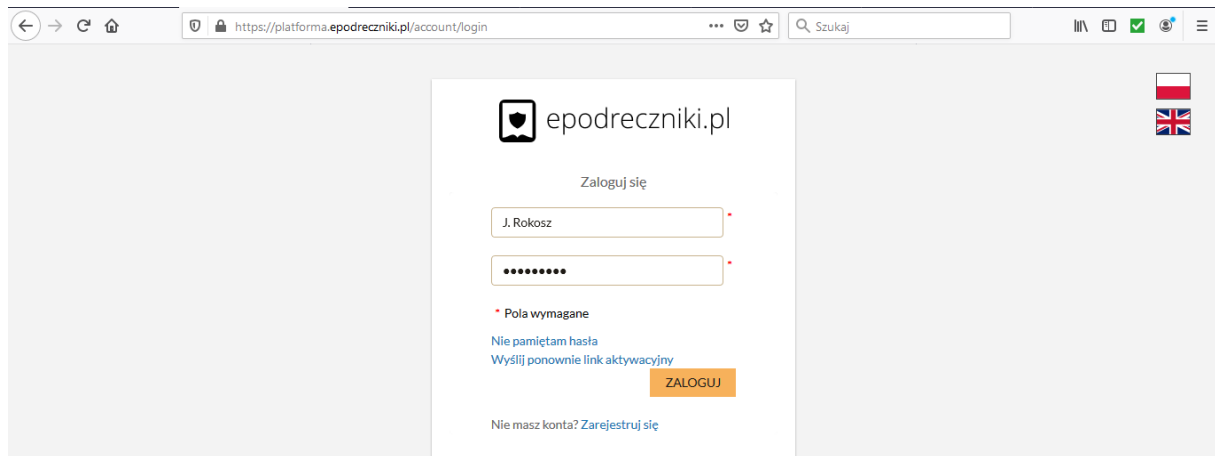 https://platforma.epodreczniki.pl/account/login
Szukaj
epodreczniki.pl
Zaloguj się
J. Rokosz *
••••••••• *
* Pola wymagane
Nie pamiętam hasła
Wyślij ponownie link aktywacyjny
ZALOGUJ
Nie masz konta? Zarejestruj się